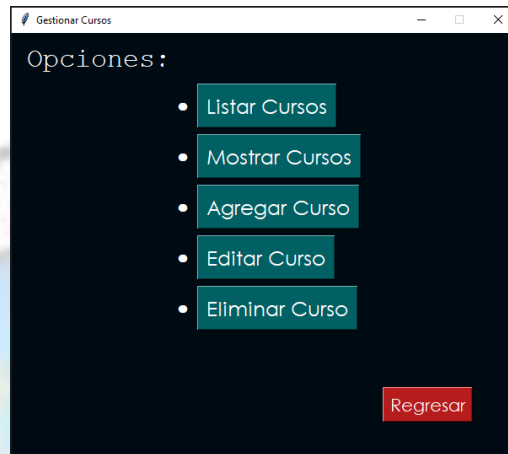 Gestionar Cursos
Opciones:
• Listar Cursos
• Mostrar Cursos
• Agregar Curso
• Editar Curso
• Eliminar Curso
Regresar